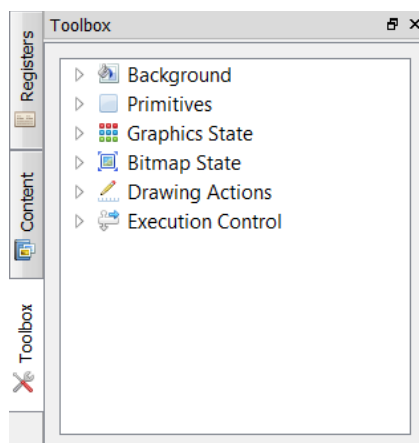 Toolbox
Registers
Content
Toolbox
Background
Primitives
Graphics State
Bitmap State
Drawing Actions
Execution Control